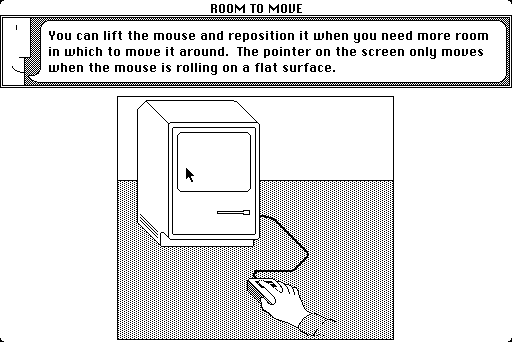 ROOM TO MOVE
You can lift the mouse and reposition it when you need more room
in which to move it around.  The pointer on the screen only moves
when the mouse is rolling on a flat surface.